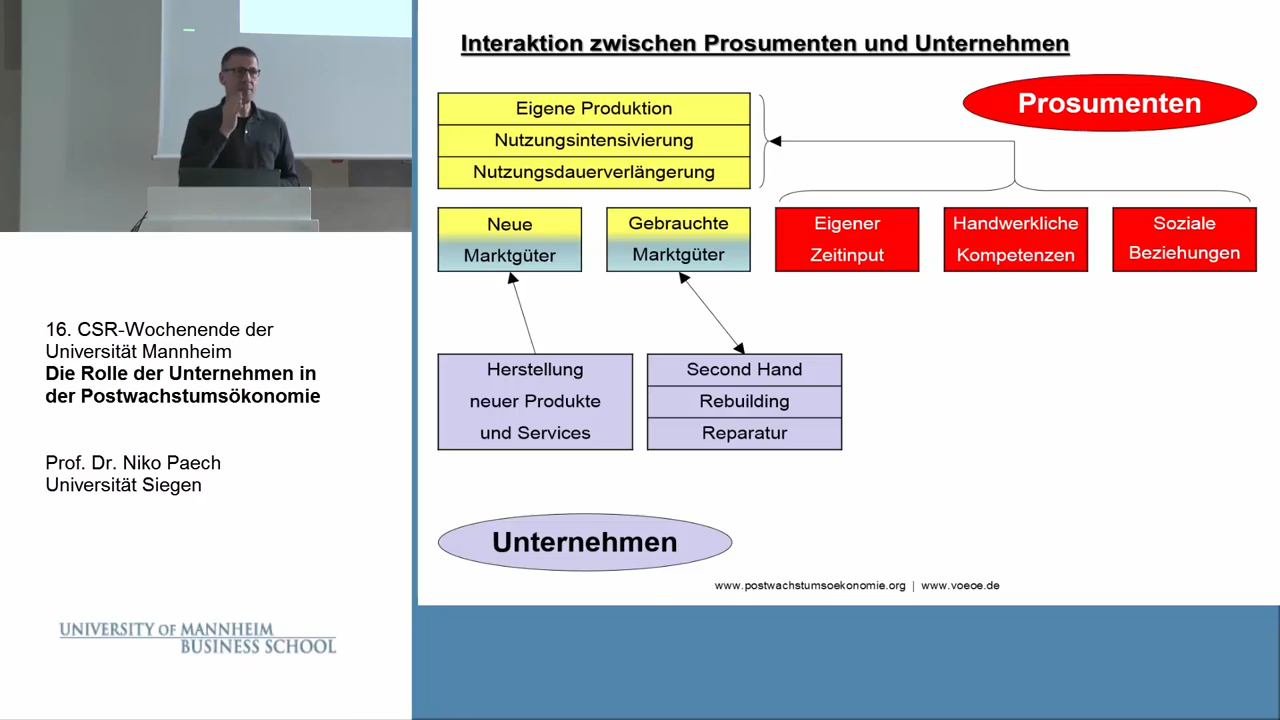 Interaktion zwischen Prosumenten und Unternehmen
Prosumenten
Eigene Produktion
Nutzungsintensivierung
Nutzungsdauerverlängerung
Neue
Marktgüter
Gebrauchte
Marktgüter
Eigener
Zeitinput
Handwerkliche
Kompetenzen
Soziale
Beziehungen
Herstellung
neuer Produkte
und Services
Second Hand
Rebuilding
Reparatur
Unternehmen
www.postwachstumsoekonomie.org | www.voeoe.de
16. CSR-Wochenende der
Universität Mannheim
Die Rolle der Unternehmen in
der Postwachstumsökonomie
Prof. Dr. Niko Paech
Universität Siegen
UNIVERSITY OF MANNHEIM
BUSINESS SCHOOL